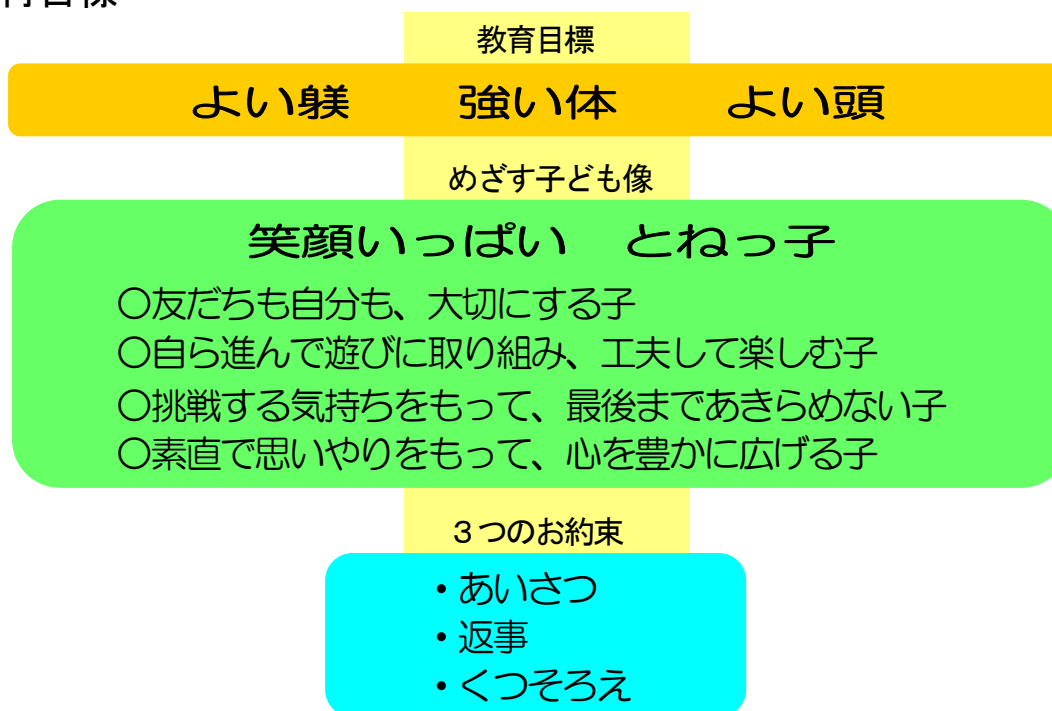 教育目標
よい躾　強い体　よい頭
めざす子ども像
笑顔いっぱい　とねっ子
○友だちも自分も、大切にする子
○自ら進んで遊びに取り組み、工夫して楽しむ子
○挑戦する気持ちをもって、最後まであきらめない子
○素直で思いやりをもって、心を豊かに広げる子
３つのお約束
・あいさつ
・返事
・くつそろえ